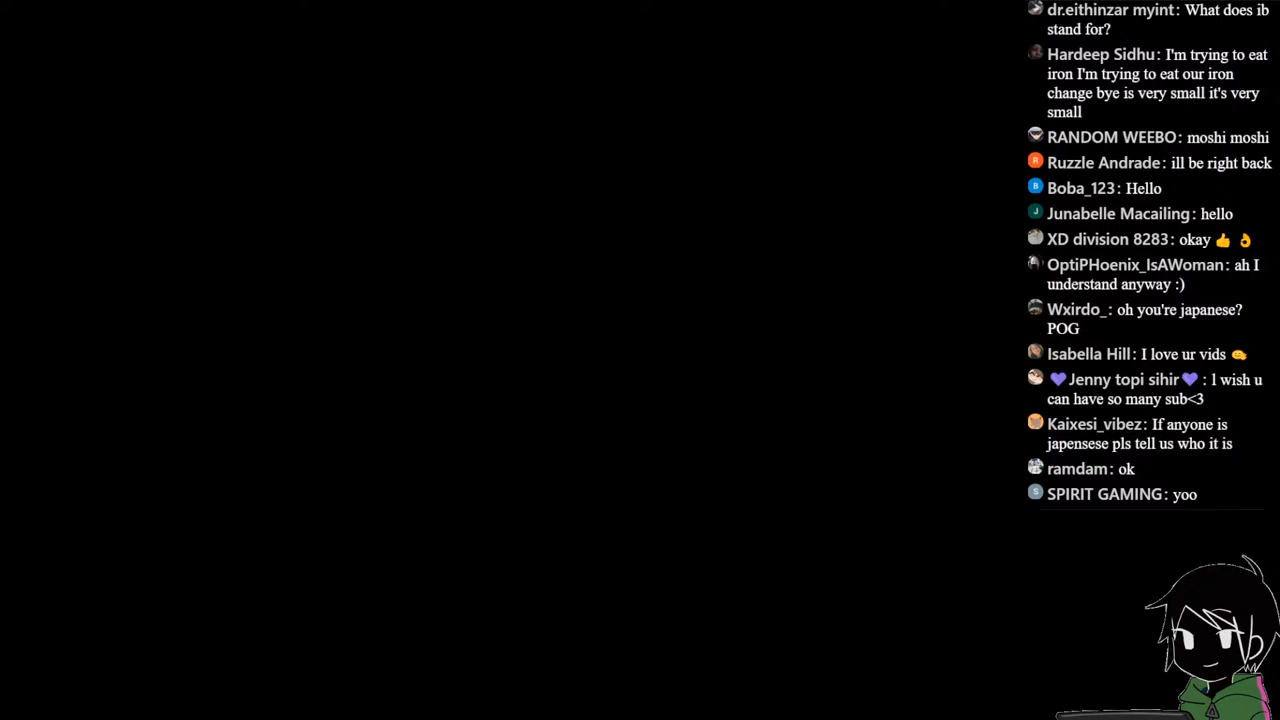 dr.eithinzar myint: What does ib
stand for?
Hardeep Sidhu: I'm trying to eat
iron I'm trying to eat our iron
change bye is very small it's very
small
RANDOM WEEBO: moshi moshi
R Ruzzle Andrade: ill be right back
B Boba_123: Hello
J Junabelle Macailing: hello
XD division 8283: okay 👍 👌
OptiPHoenix_IsAWoman: ah I
understand anyway :)
Wxirdo_: oh you're japanese?
POG
Isabella Hill: I love ur vids
💜Jenny topi sihir💜 : l wish u
can have so many sub<3
Kaixesi_vibez: If anyone is
japensese pls tell us who it is
ramdam: ok
S SPIRIT GAMING: yoo